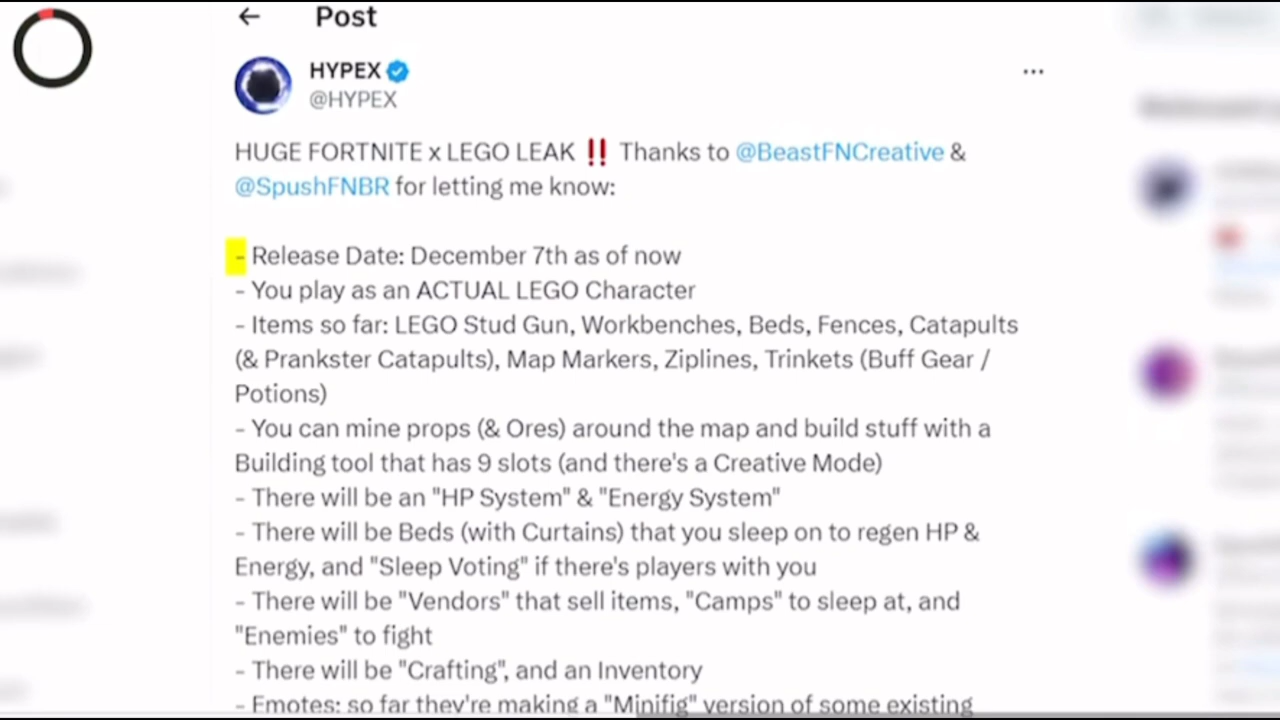 Post
HYPEX
@HYPEX
HUGE FORTNITE x LEGO LEAK ‼️ Thanks to @BeastFNCreative &
@SpushFNBR for letting me know:
- Release Date: December 7th as of now
- You play as an ACTUAL LEGO Character
- Items so far: LEGO Stud Gun, Workbenches, Beds, Fences, Catapults
(& Prankster Catapults), Map Markers, Ziplines, Trinkets (Buff Gear /
Potions)
- You can mine props (& Ores) around the map and build stuff with a
Building tool that has 9 slots (and there's a Creative Mode)
- There will be an "HP System" & "Energy System"
- There will be Beds (with Curtains) that you sleep on to regen HP &
Energy, and "Sleep Voting" if there's players with you
- There will be "Vendors" that sell items, "Camps" to sleep at, and
"Enemies" to fight
- There will be "Crafting", and an Inventory
- Emotes: so far they're making a "Minifig" version of some existing